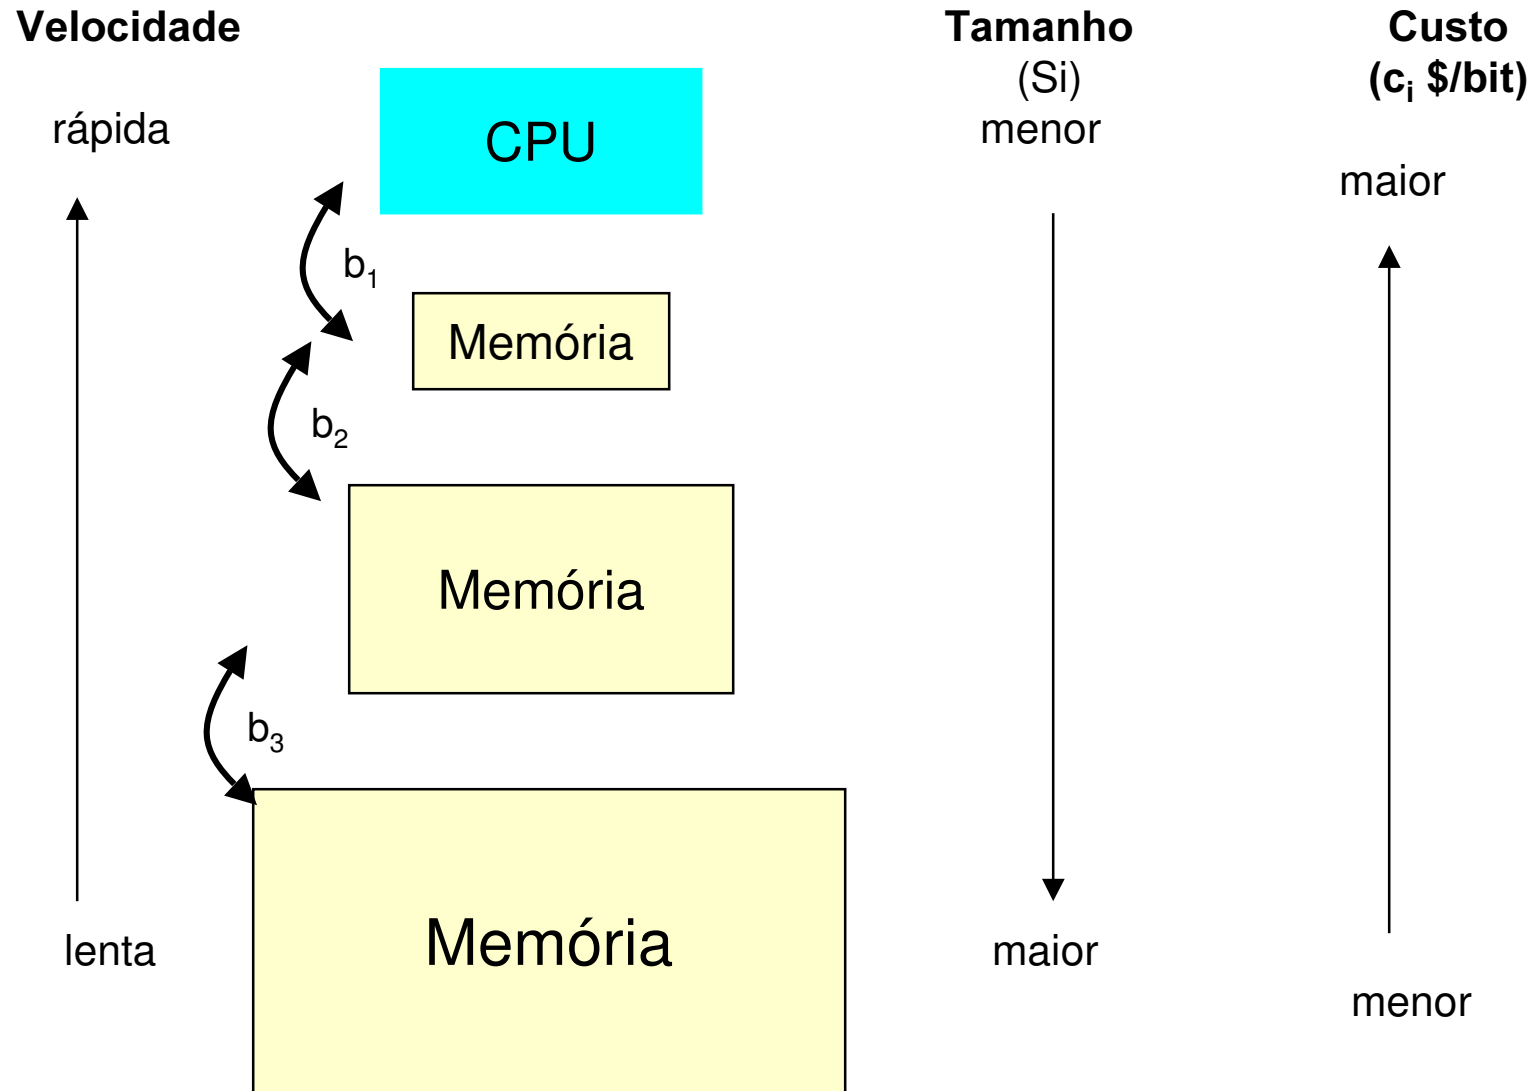 Velocidade
Tamanho
Custo
(Si)
(ci $/bit)
rápida
CPU
menor
maior
b1
Memória
b2
Memória
b3
Memória
lenta
maior
menor